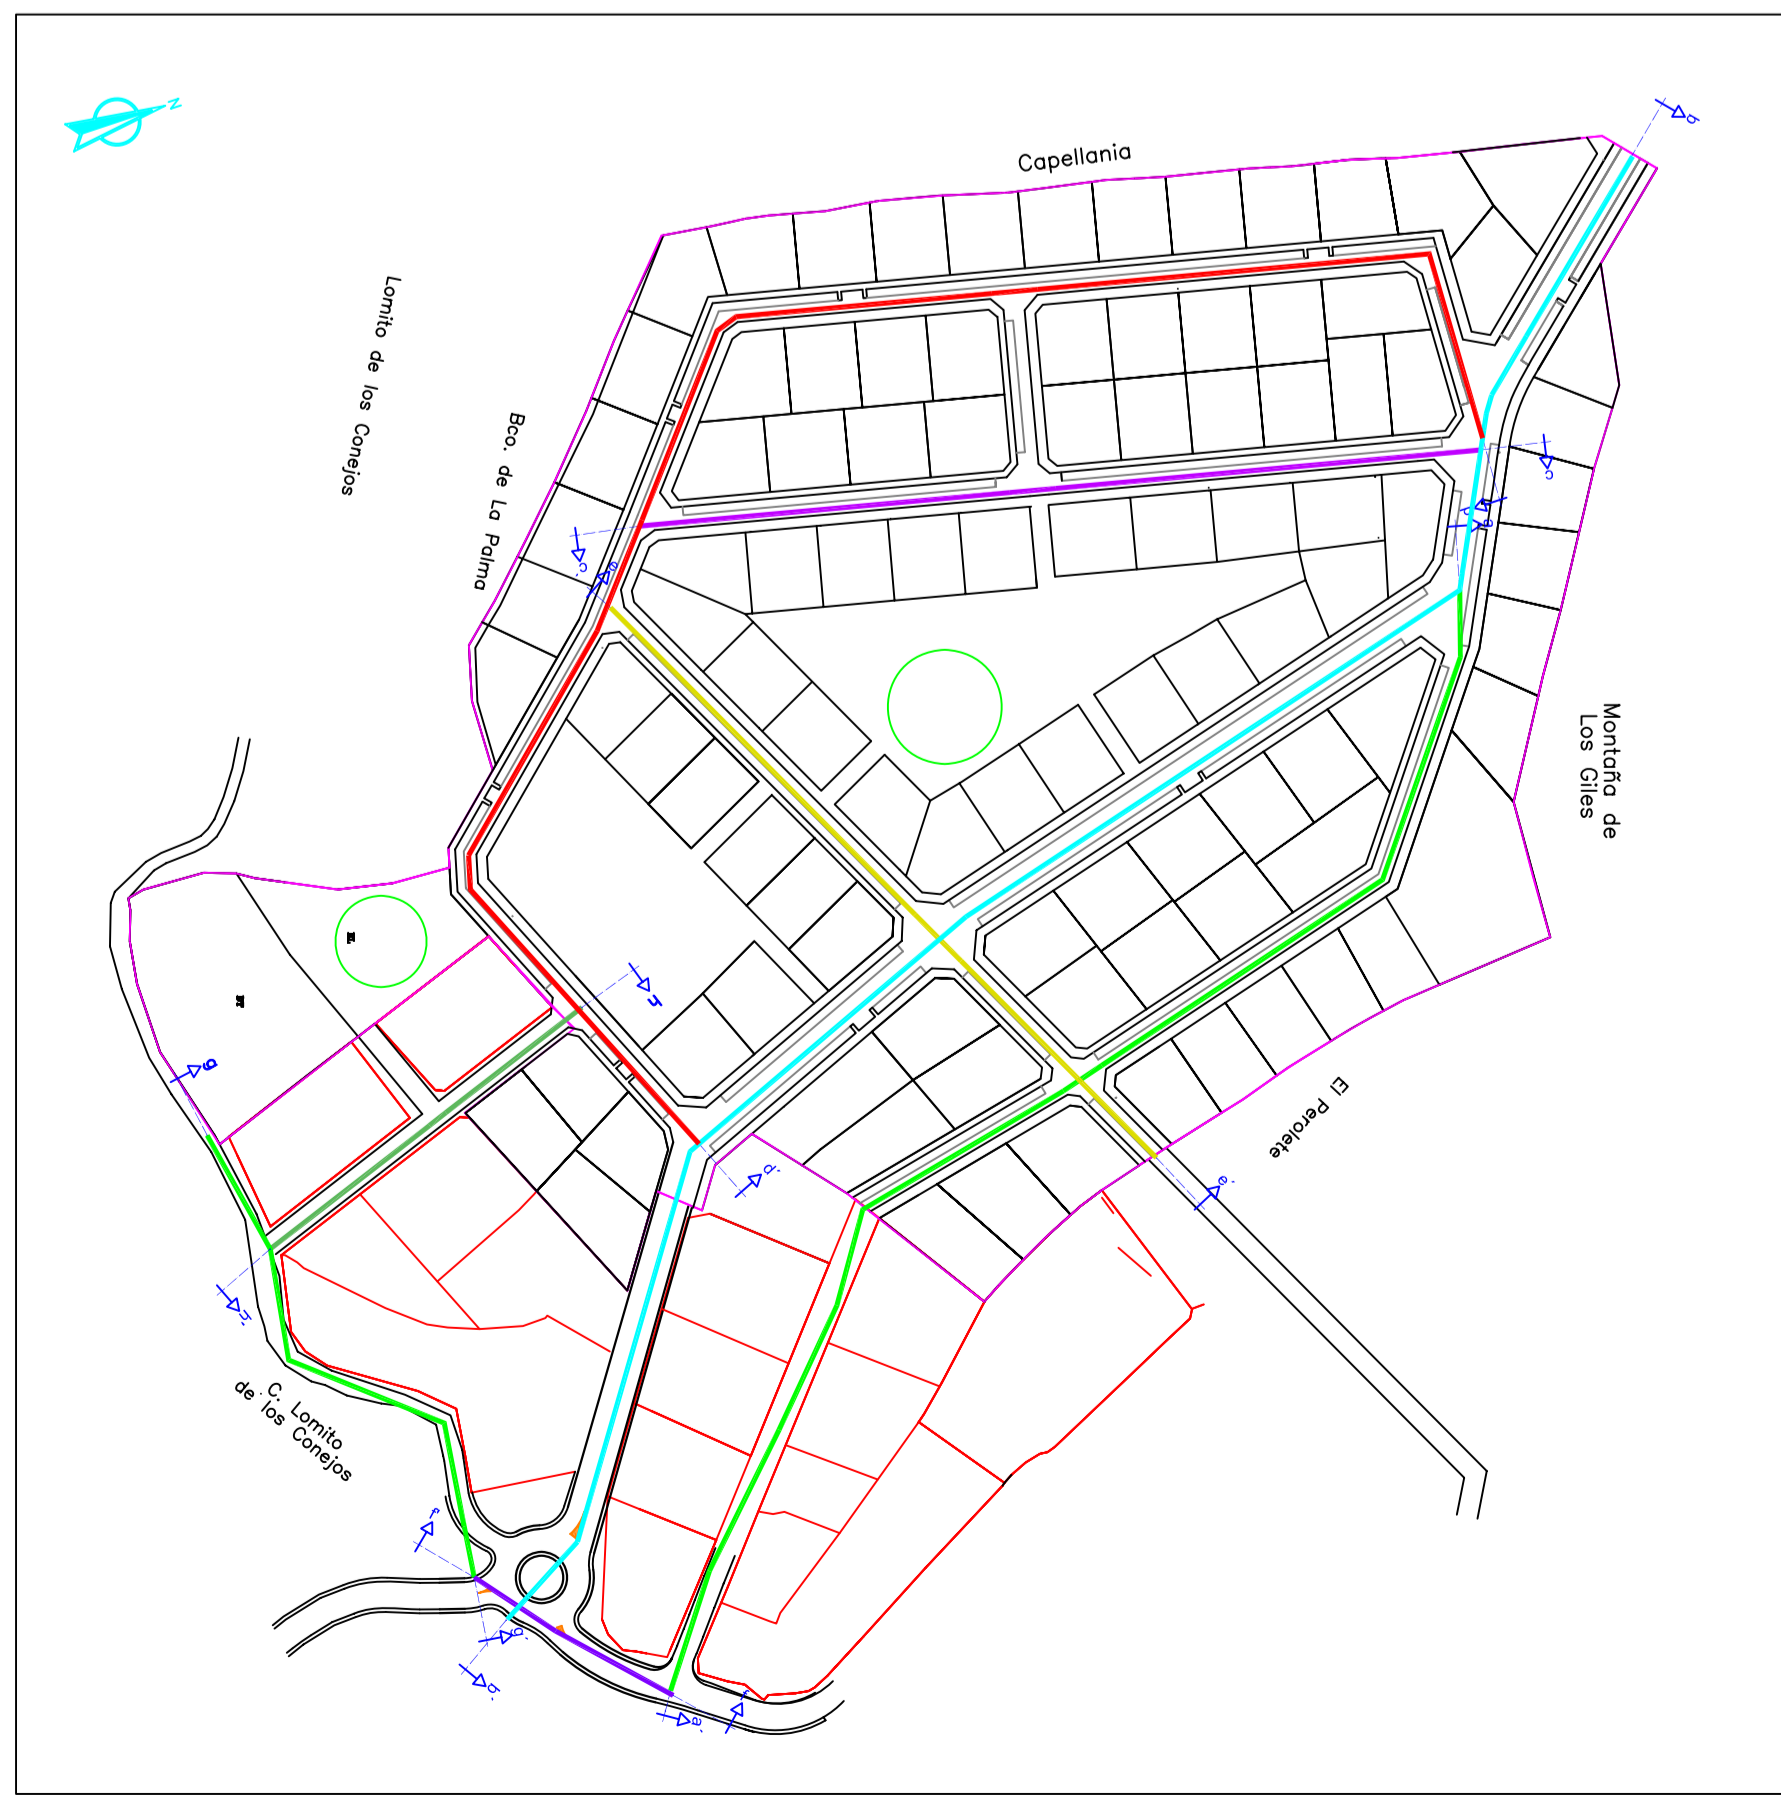 N
b
Capellania
Lomito de los Conejos
Bco. de La Palma
c
d
a
c'
e
Montaña de
Los Giles
EL
h
g
El Perolete
d'
e'
h'
C. Lomito
de los Conejos
f'
g'
b'
f
a'